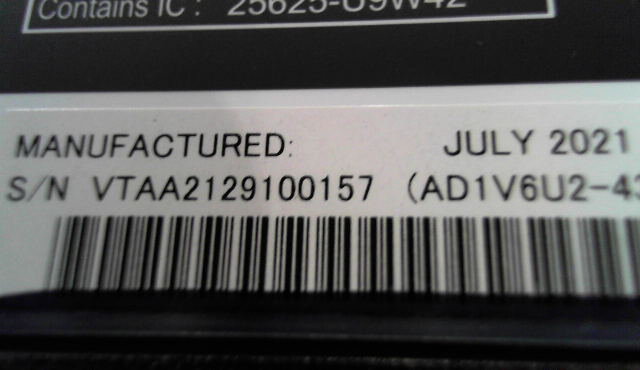 Contains IC : 25625-U9W42
MANUFACTURED: JULY 2021
S/N VTAA2129100157 (AD1V6U2-4